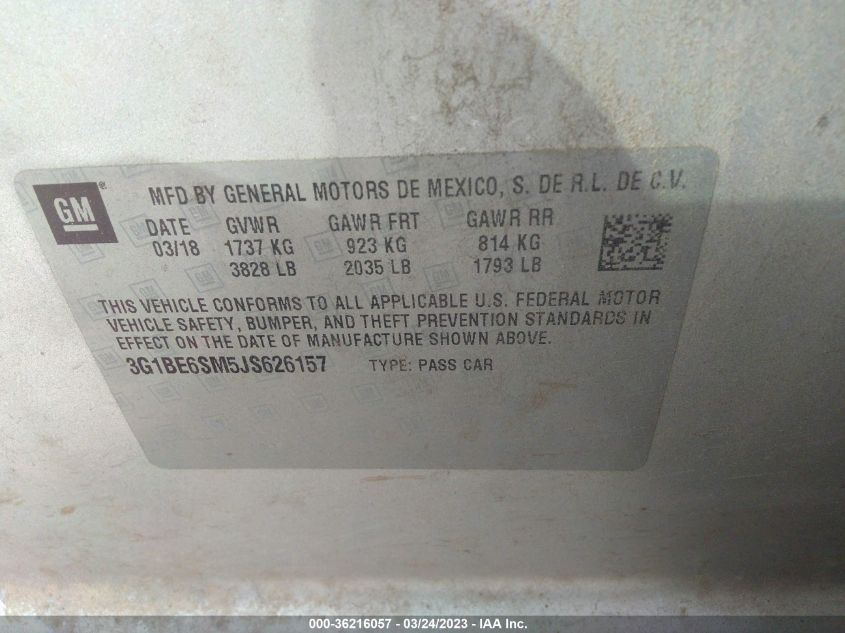 GM®
MFD BY GENERAL MOTORS DE MEXICO, S. DE R.L. DE C.V.
DATE GVWR GAWR FRT GAWR RR
03/18 1737 KG 923 KG 814 KG
3828 LB 2035 LB 1793 LB
THIS VEHICLE CONFORMS TO ALL APPLICABLE U.S. FEDERAL MOTOR
VEHICLE SAFETY, BUMPER, AND THEFT PREVENTION STANDARDS IN
EFFECT ON THE DATE OF MANUFACTURE SHOWN ABOVE.
3G1BE6SM5JS626157 TYPE: PASS CAR
000-36216057 - 03/24/2023 - IAA Inc.